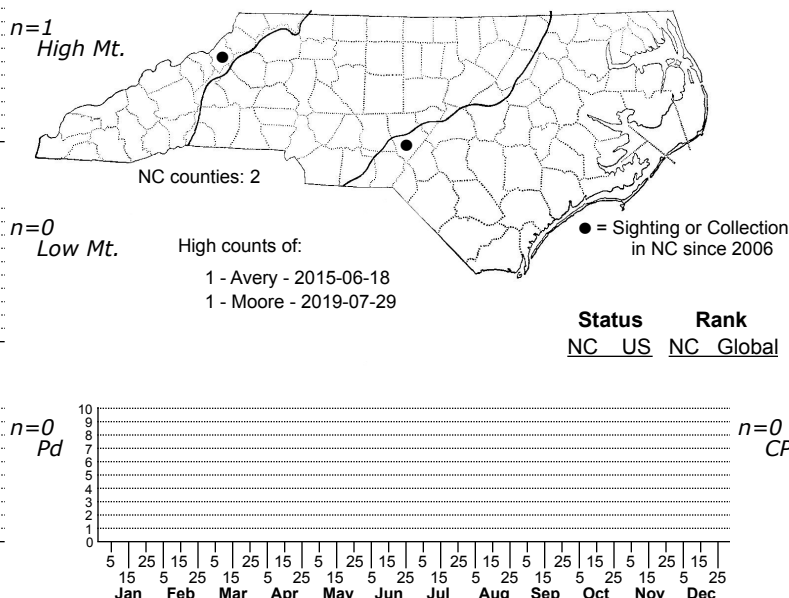 n=1
High Mt.
NC counties: 2
n=0
Low Mt.
High counts of:
1 - Avery - 2015-06-18
1 - Moore - 2019-07-29
● = Sighting or Collection
in NC since 2006
Status Rank
NC US NC Global
n=0
Pd
10
9
8
7
6
5
4
3
2
1
0
n=0
CP
5 25 15 5 25 15 5 25 15 5 25 15 5 25 15 5 25 15
15 5 25 15 5 25 15 5 25 15 5 25 15 5 25 15 5 25
Jan Feb Mar Apr May Jun Jul Aug Sep Oct Nov Dec